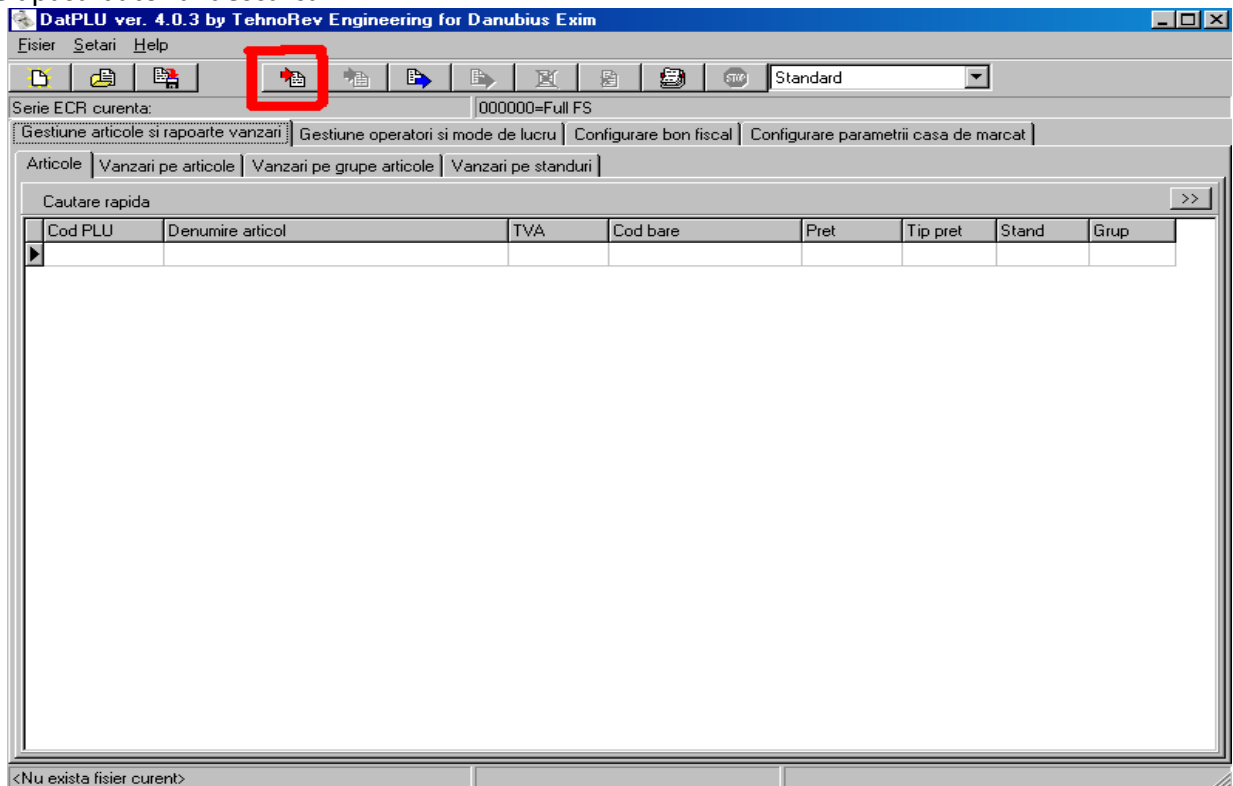 DatPLU ver. 4.0.3 by TehnoRev Engineering for Danubius Exim
Fisier Setari Help
STOP Standard
Serie ECR curenta: 000000=Full FS
Gestiune articole si rapoarte vanzari Gestiune operatori si mode de lucru Configurare bon fiscal Configurare parametrii casa de marcat
Articole Vanzari pe articole Vanzari pe grupe articole Vanzari pe standuri
Cautare rapida >>
Cod PLU Denumire articol TVA Cod bare Pret Tip pret Stand Grup
<Nu exista fisier curent>